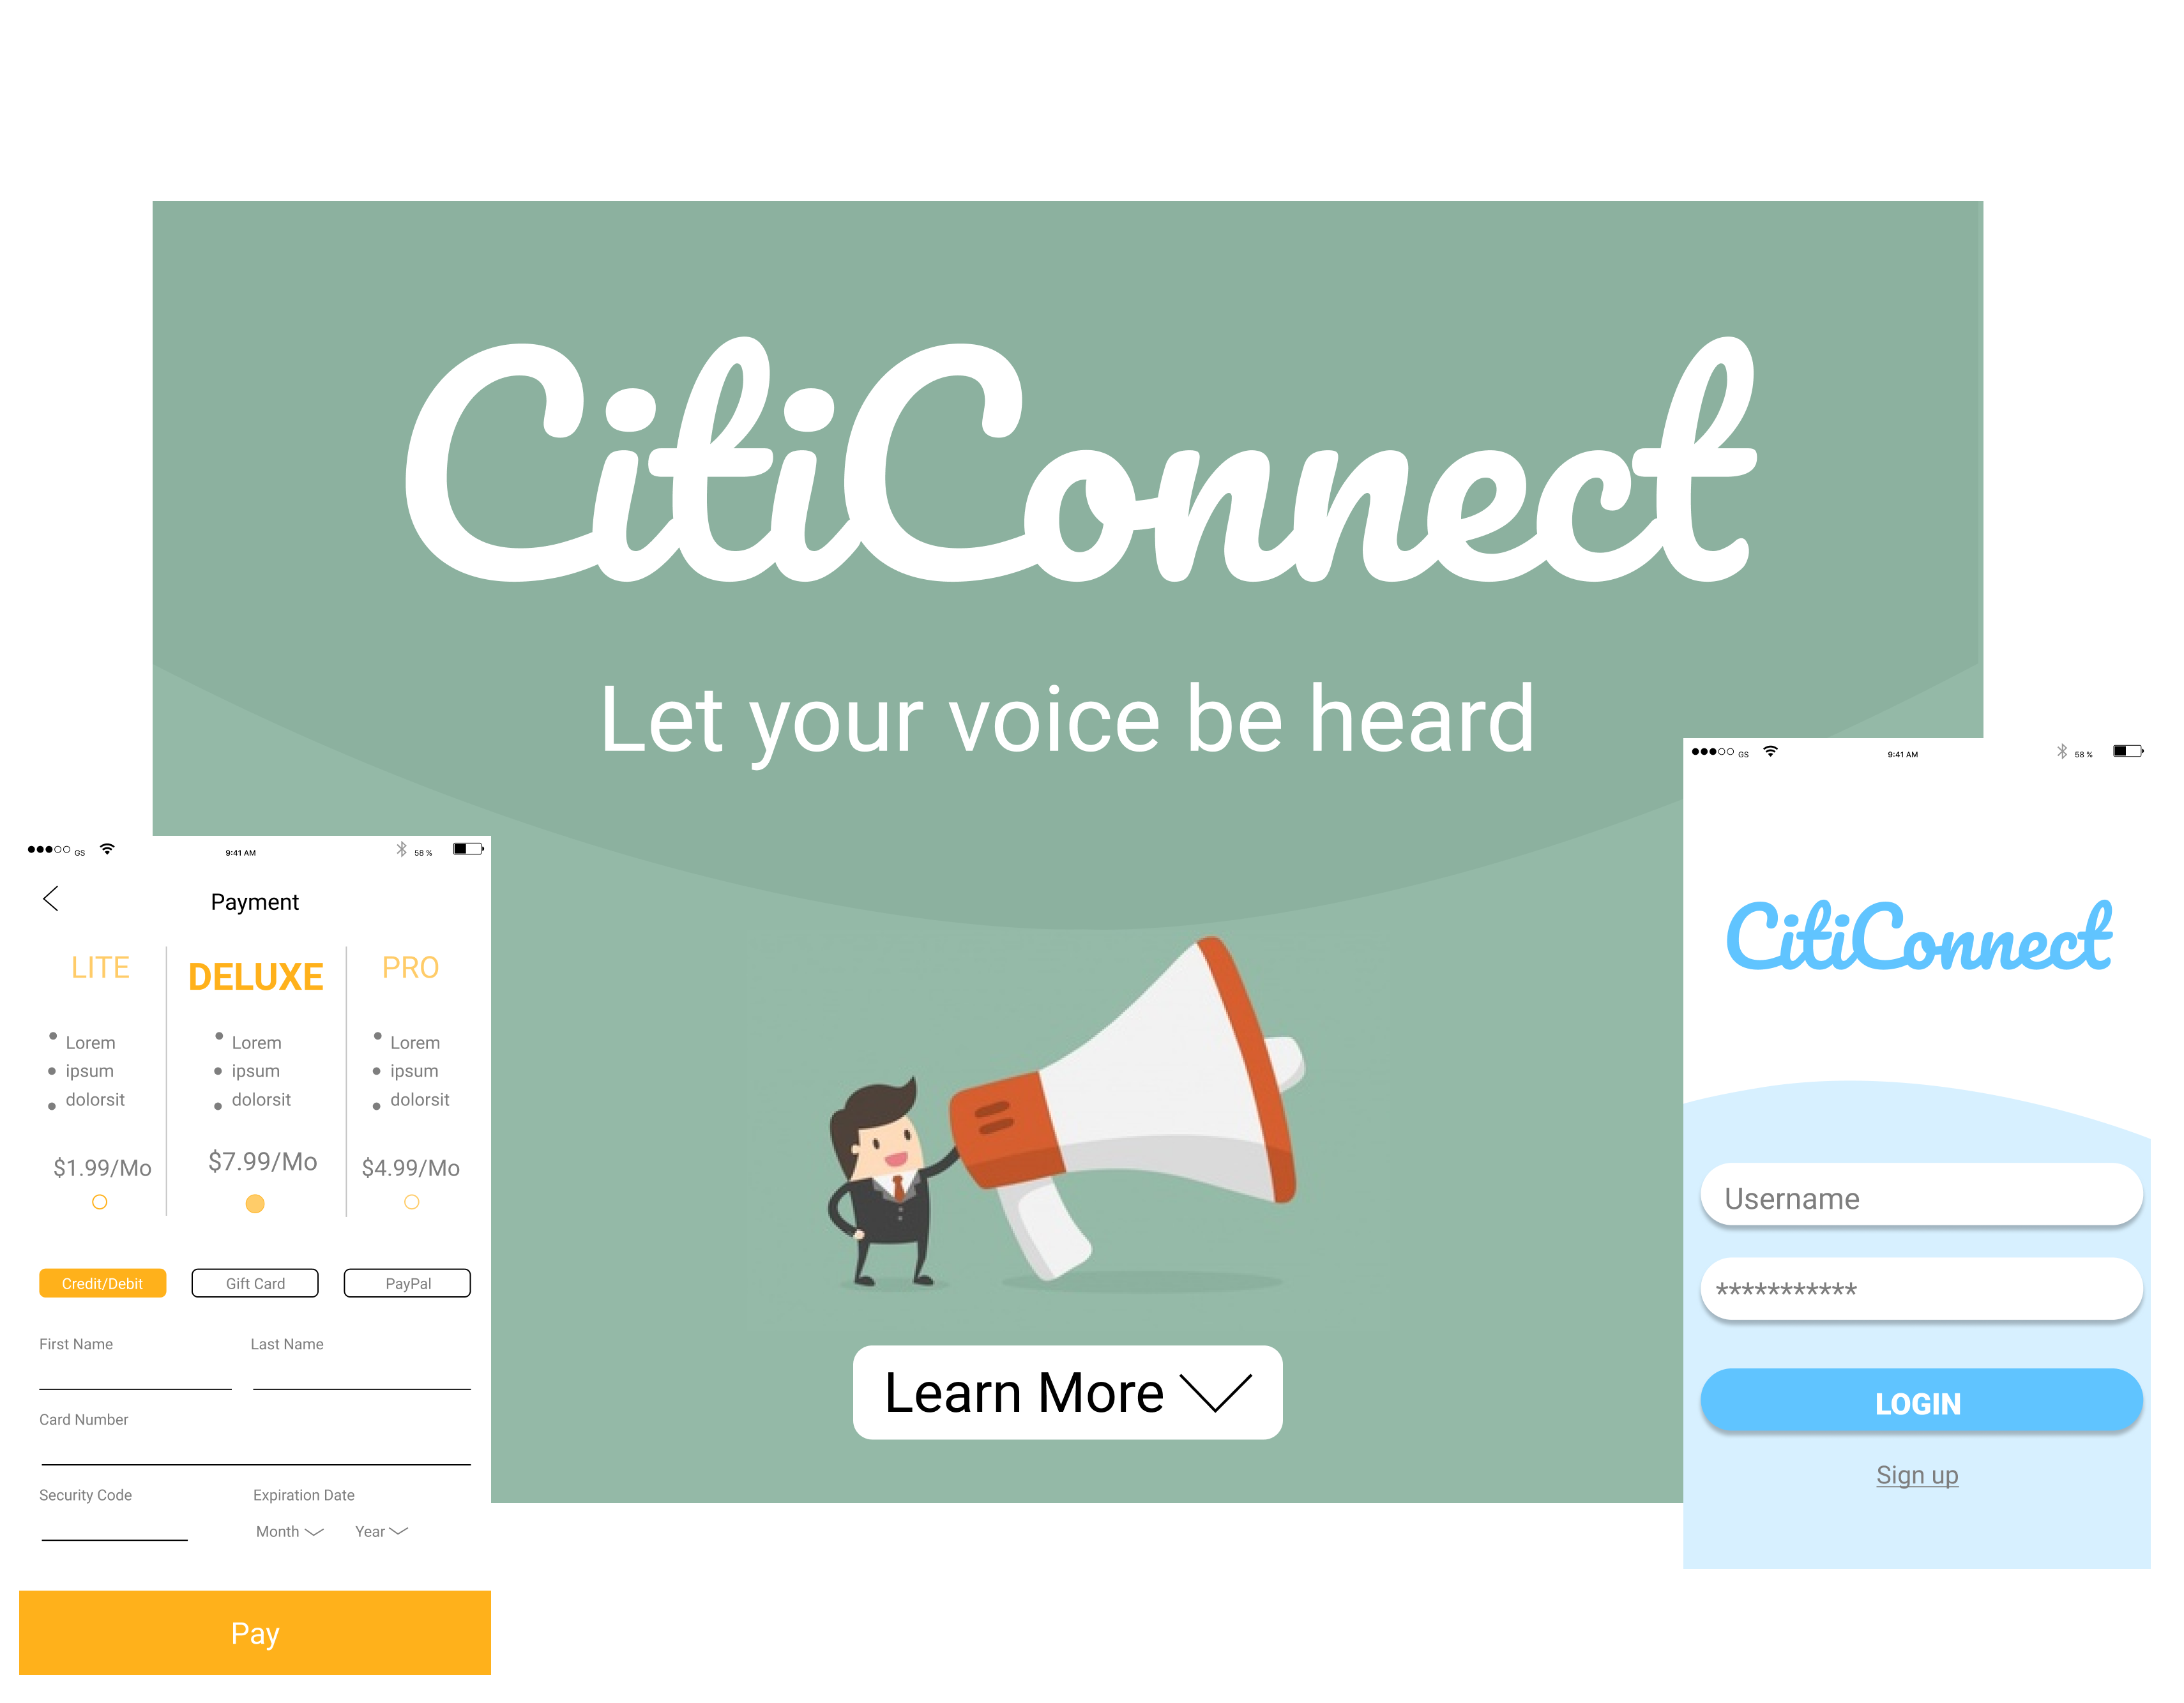 CitiConnect
Let your voice be heard
Learn More
GS 9:41 AM 58 %
Payment
LITE DELUXE PRO
Lorem Lorem Lorem
ipsum ipsum ipsum
dolorsit dolorsit dolorsit
$1.99/Mo $7.99/Mo $4.99/Mo
Credit/Debit Gift Card PayPal
First Name Last Name
Card Number
Security Code Expiration Date
Month Year
Pay
GS 9:41 AM 58 %
CitiConnect
Username
***********
LOGIN
Sign up